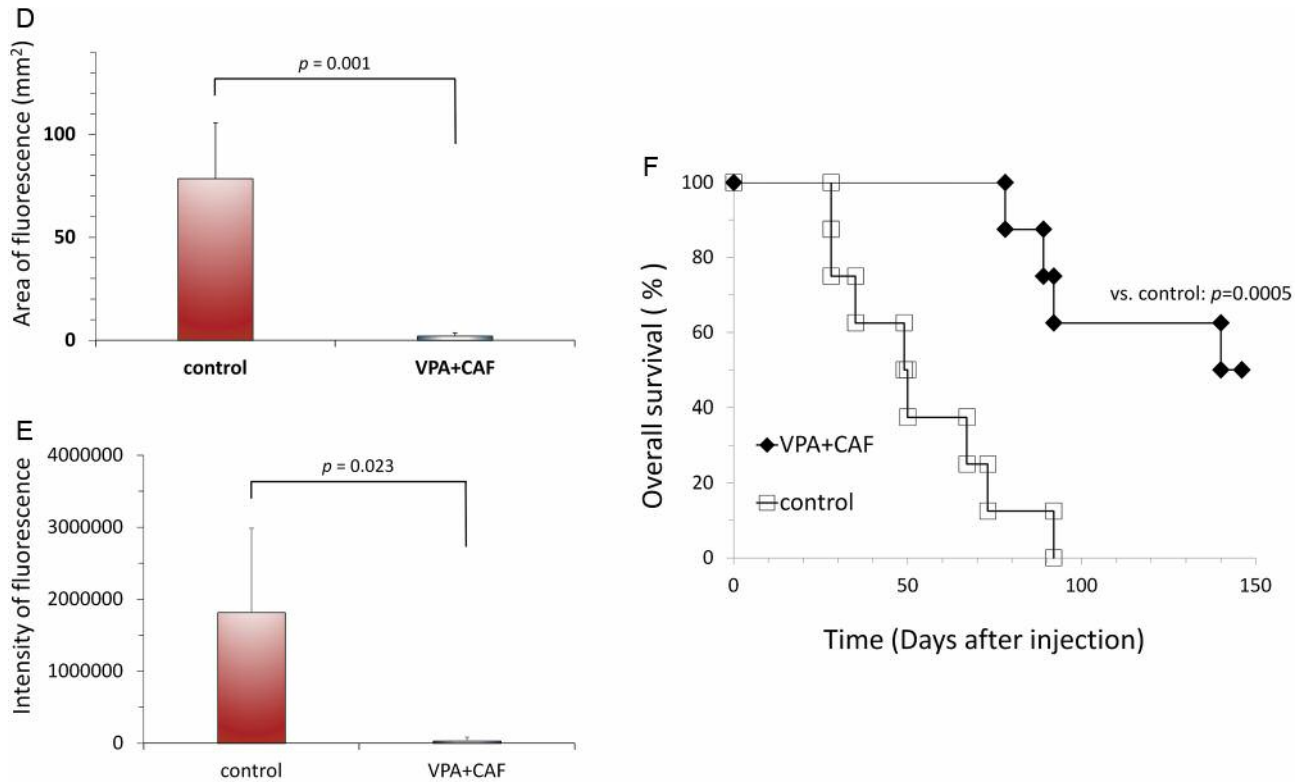 D
Area of fluorescence (mm²)
100
50
0
p = 0.001
control
VPA+CAF
E
Intensity of fluorescence
4000000
3000000
2000000
1000000
0
p = 0.023
control
VPA+CAF
F
Overall survival ( % )
100
80
60
40
20
0
vs. control: p=0.0005
VPA+CAF
control
0
50
100
150
Time (Days after injection)